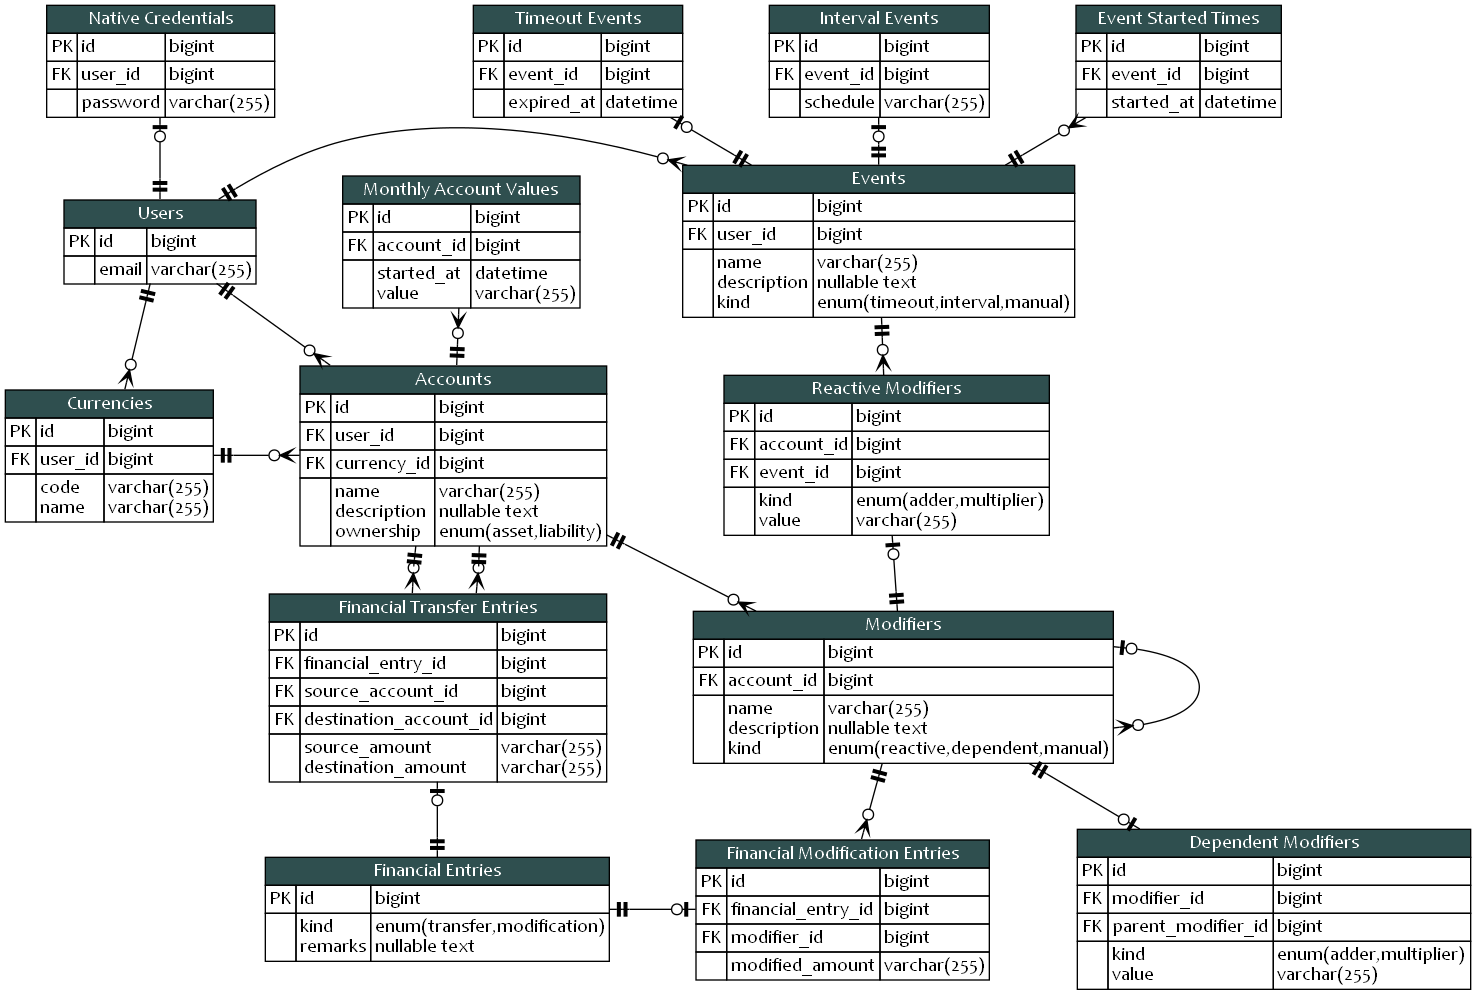 Native Credentials
PK id bigint
FK user_id bigint
password varchar(255)
Timeout Events
PK id bigint
FK event_id bigint
expired_at datetime
Interval Events
PK id bigint
FK event_id bigint
schedule varchar(255)
Event Started Times
PK id bigint
FK event_id bigint
started_at datetime
Users
PK id bigint
email varchar(255)
Monthly Account Values
PK id bigint
FK account_id bigint
started_at datetime
value varchar(255)
Events
PK id bigint
FK user_id bigint
name varchar(255)
description nullable text
kind enum(timeout,interval,manual)
Currencies
PK id bigint
FK user_id bigint
code varchar(255)
name varchar(255)
Accounts
PK id bigint
FK user_id bigint
FK currency_id bigint
name varchar(255)
description nullable text
ownership enum(asset,liability)
Reactive Modifiers
PK id bigint
FK account_id bigint
FK event_id bigint
kind enum(adder,multiplier)
value varchar(255)
Financial Transfer Entries
PK id bigint
FK financial_entry_id bigint
FK source_account_id bigint
FK destination_account_id bigint
source_amount varchar(255)
destination_amount varchar(255)
Modifiers
PK id bigint
FK account_id bigint
name varchar(255)
description nullable text
kind enum(reactive,dependent,manual)
Financial Entries
PK id bigint
kind enum(transfer,modification)
remarks nullable text
Financial Modification Entries
PK id bigint
FK financial_entry_id bigint
FK modifier_id bigint
modified_amount varchar(255)
Dependent Modifiers
PK id bigint
FK modifier_id bigint
FK parent_modifier_id bigint
kind enum(adder,multiplier)
value varchar(255)